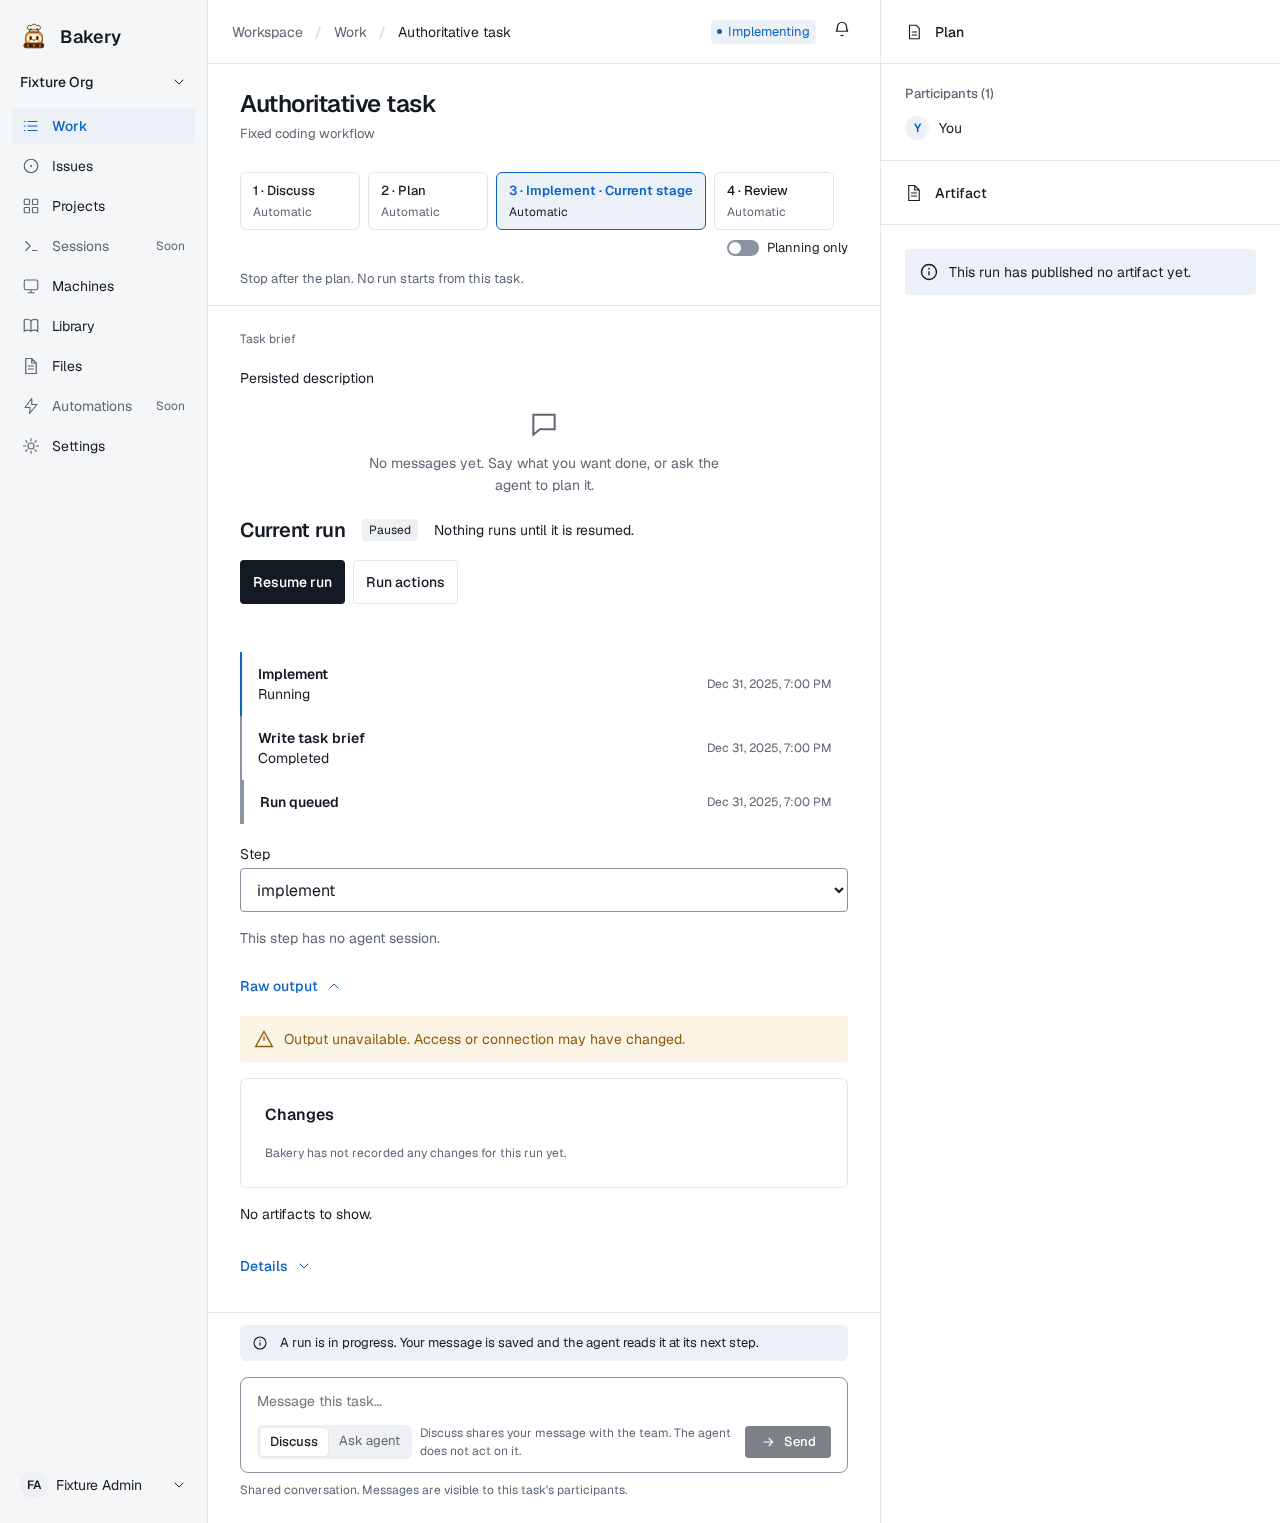 Bakery
Fixture Org
Work
Issues
Projects
Sessions Soon
Machines
Library
Files
Automations Soon
Settings
FA Fixture Admin
Workspace / Work / Authoritative task
Implementing
Authoritative task
Fixed coding workflow
1 · Discuss
Automatic
2 · Plan
Automatic
3 · Implement · Current stage
Automatic
4 · Review
Automatic
Planning only
Stop after the plan. No run starts from this task.
Task brief
Persisted description
No messages yet. Say what you want done, or ask the
agent to plan it.
Current run Paused Nothing runs until it is resumed.
Resume run Run actions
Implement
Running
Dec 31, 2025, 7:00 PM
Write task brief
Completed
Dec 31, 2025, 7:00 PM
Run queued
Dec 31, 2025, 7:00 PM
Step
implement
This step has no agent session.
Raw output
Output unavailable. Access or connection may have changed.
Changes
Bakery has not recorded any changes for this run yet.
No artifacts to show.
Details
A run is in progress. Your message is saved and the agent reads it at its next step.
Message this task...
Discuss Ask agent
Discuss shares your message with the team. The agent
does not act on it.
Send
Shared conversation. Messages are visible to this task's participants.
Plan
Participants (1)
Y You
Artifact
This run has published no artifact yet.